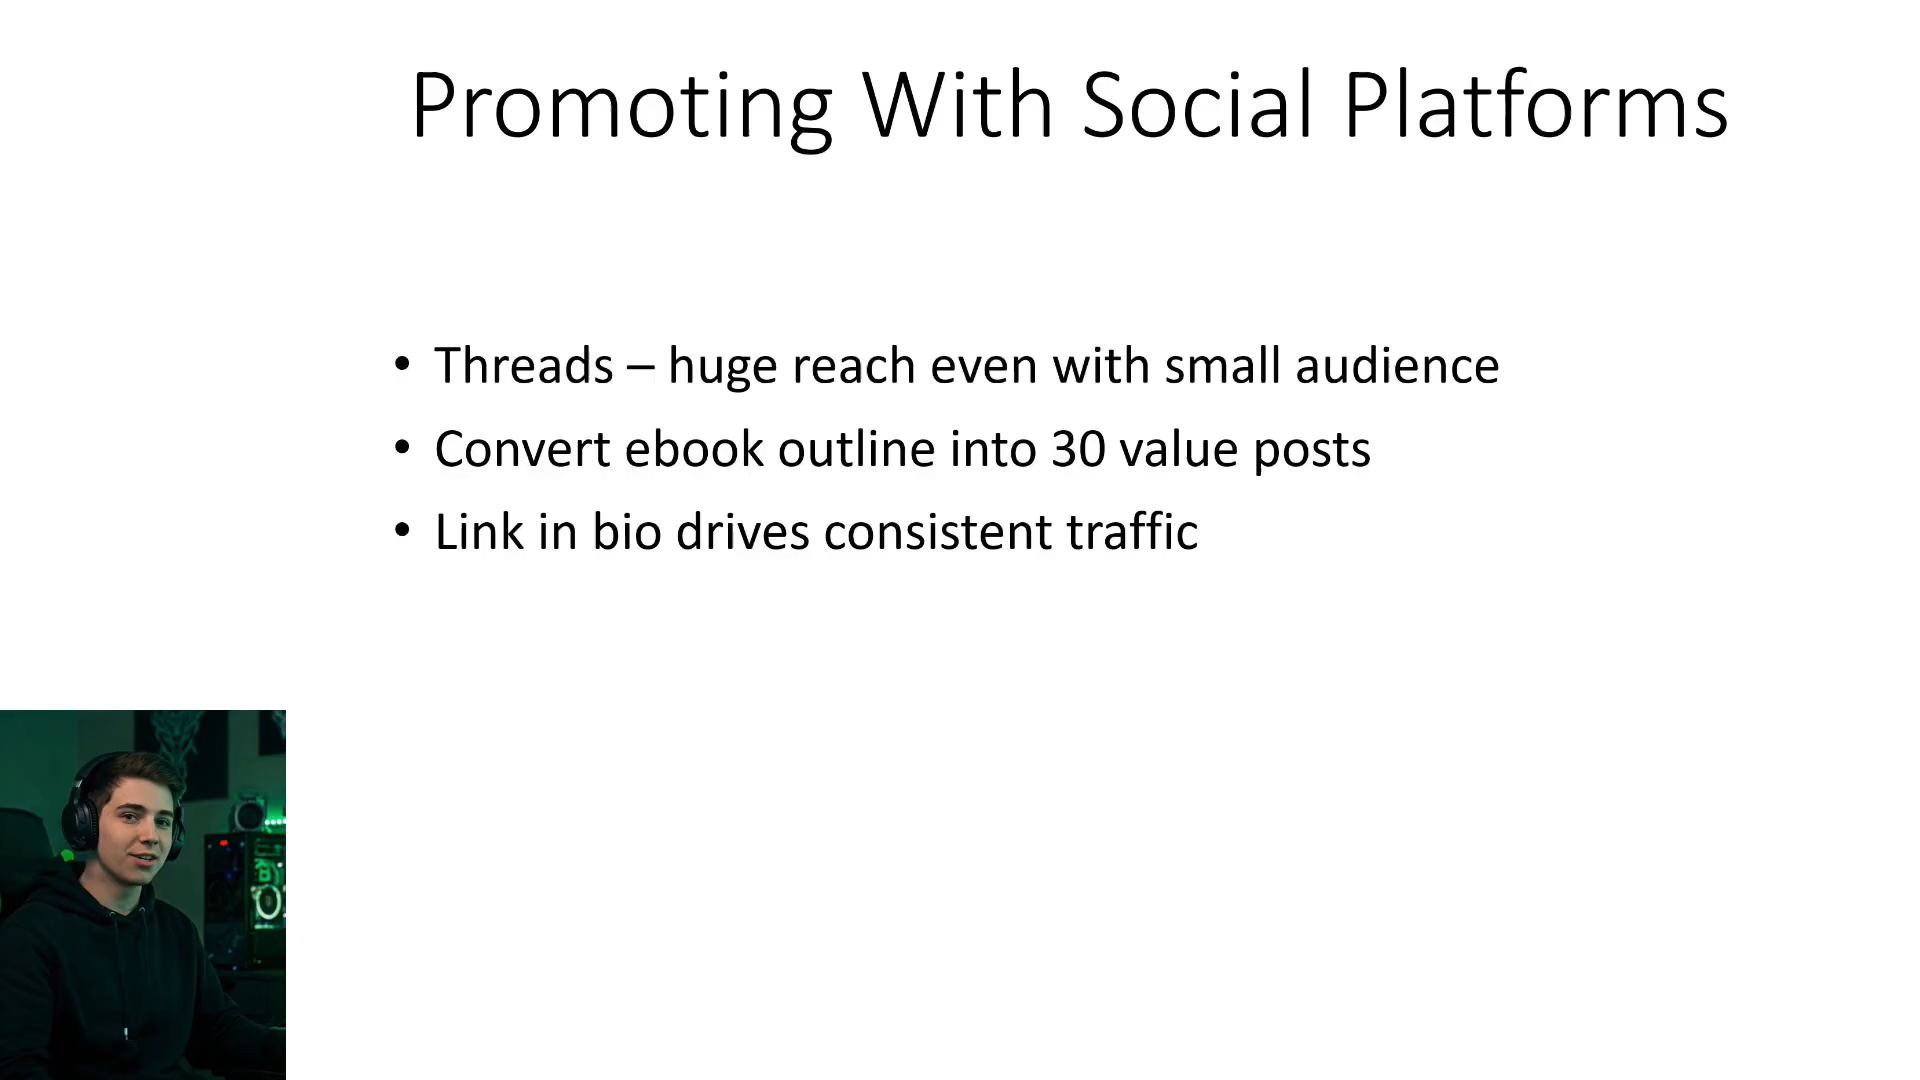 Promoting With Social Platforms
• Threads – huge reach even with small audience
• Convert ebook outline into 30 value posts
• Link in bio drives consistent traffic